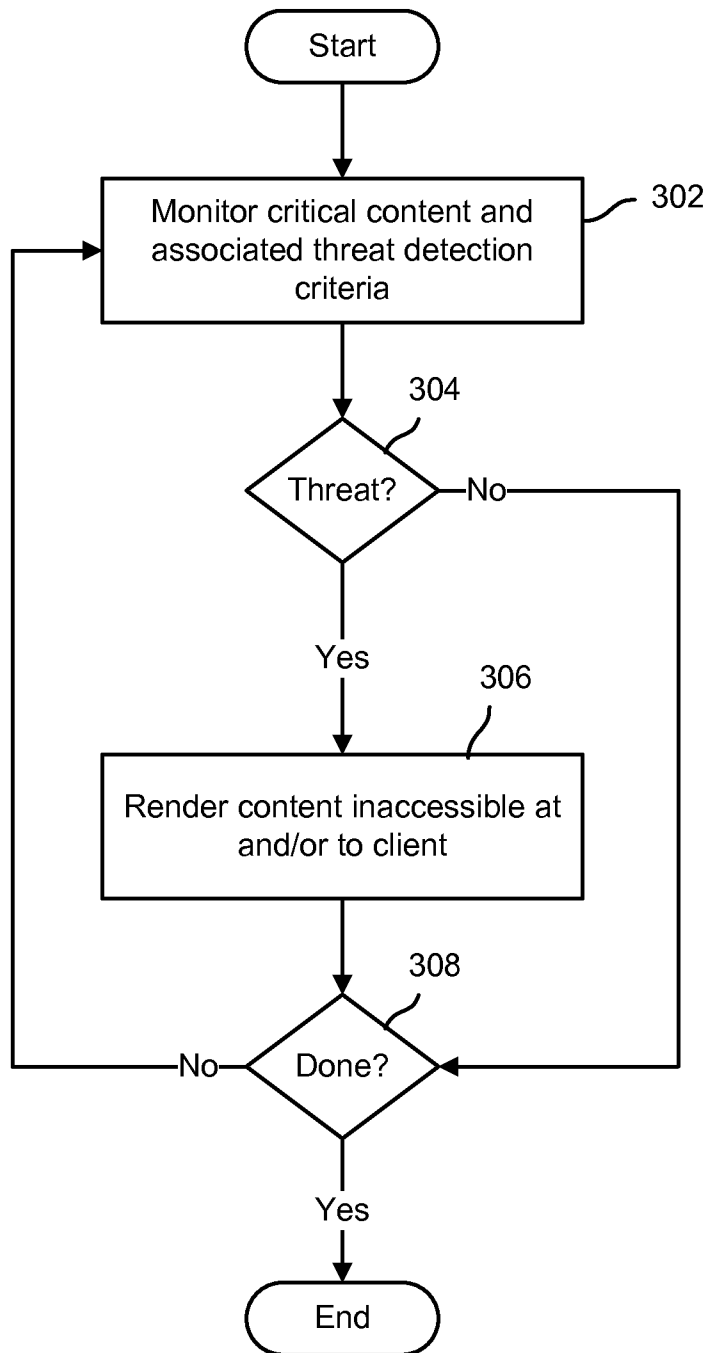 Start
Monitor critical content and
associated threat detection
criteria
302
304
Threat?
No
Yes
306
Render content inaccessible at
and/or to client
308
Done?
No
Yes
End